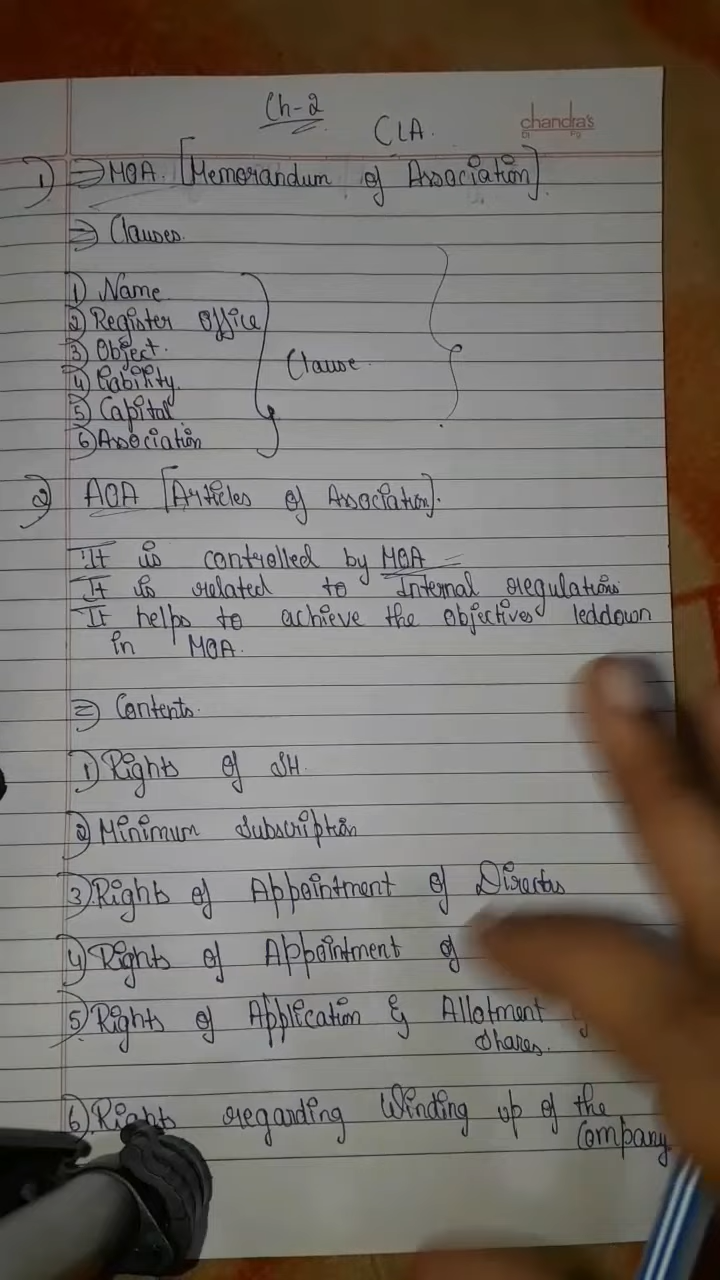 Ch-2
CLA.
chandra's
1) ⇒ MOA. [Memorandum of Association].
⇒ Clauses.
1) Name
2) Register Office
3) Object.
4) Liability.
5) Capital
6) Association
Clause.
2) AOA [Articles of Association].
It is controlled by MOA
It is related to Internal regulations
It helps to achieve the objectives leddown
in MOA.
⇒ Contents.
1) Rights of SH.
2) Minimum Subscription
3) Rights of Appointment of Directors
4) Rights of Appointment of
5) Rights of Application & Allotment
Shares.
6) Rights regarding Winding up of the
Company